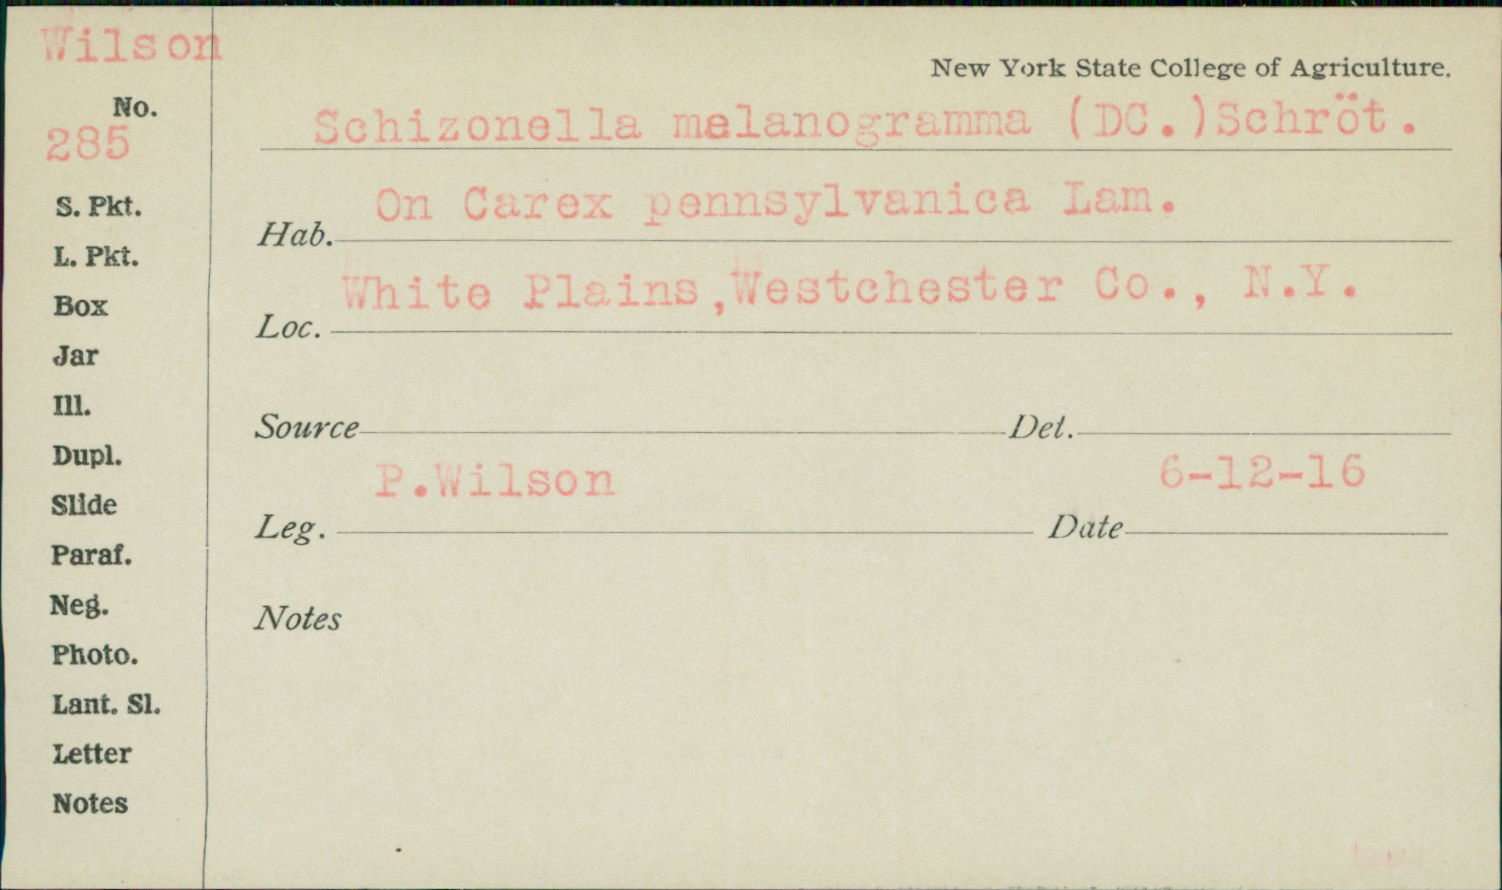 Wilson
New York State College of Agriculture.
No.
285
Schizonella melanogramma (DC.)Schröt.
S. Pkt.
Hab. On Carex pennsylvanica Lam.
L. Pkt.
Box
Loc. White Plains,Westchester Co., N.Y.
Jar
Ill.
Source Det.
Dupl.
Slide
Leg. P.Wilson Date 6-12-16
Paraf.
Neg.
Notes
Photo.
Lant. Sl.
Letter
Notes